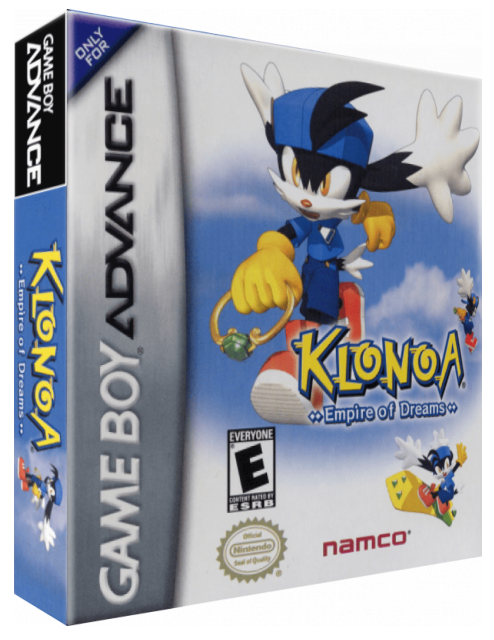 GAME BOY
ADVANCE
KLONOA
Empire of Dreams
ONLY
FOR
GAME BOY ADVANCE
KLONOA®
Empire of Dreams
EVERYONE
E
CONTENT RATED BY
ESRB
Official
Nintendo
Seal of Quality
namco®